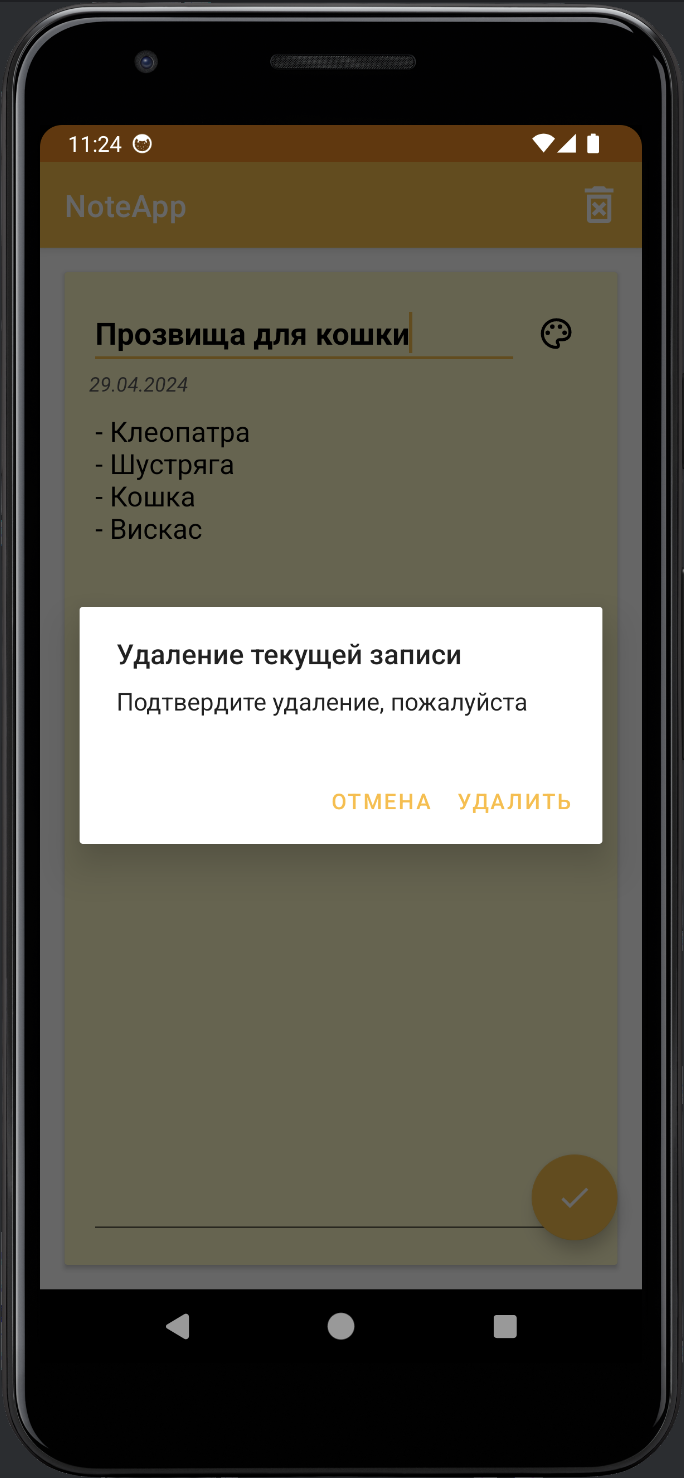 11:24
NoteApp
Прозвища для кошки
29.04.2024
- Клеопатра
- Шустряга
- Кошка
- Вискас
Удаление текущей записи
Подтвердите удаление, пожалуйста
ОТМЕНА УДАЛИТЬ